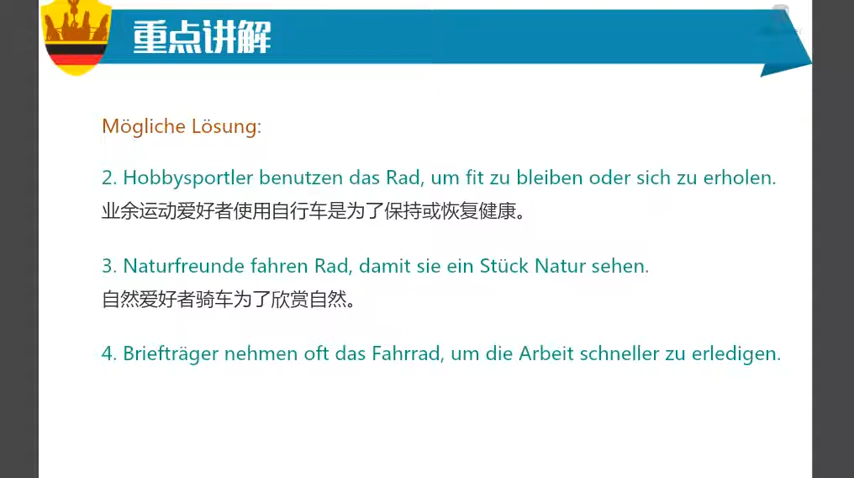 重点讲解
Mögliche Lösung:
2. Hobbysportler benutzen das Rad, um fit zu bleiben oder sich zu erholen.
业余运动爱好者使用自行车是为了保持或恢复健康。
3. Naturfreunde fahren Rad, damit sie ein Stück Natur sehen.
自然爱好者骑车为了欣赏自然。
4. Briefträger nehmen oft das Fahrrad, um die Arbeit schneller zu erledigen.